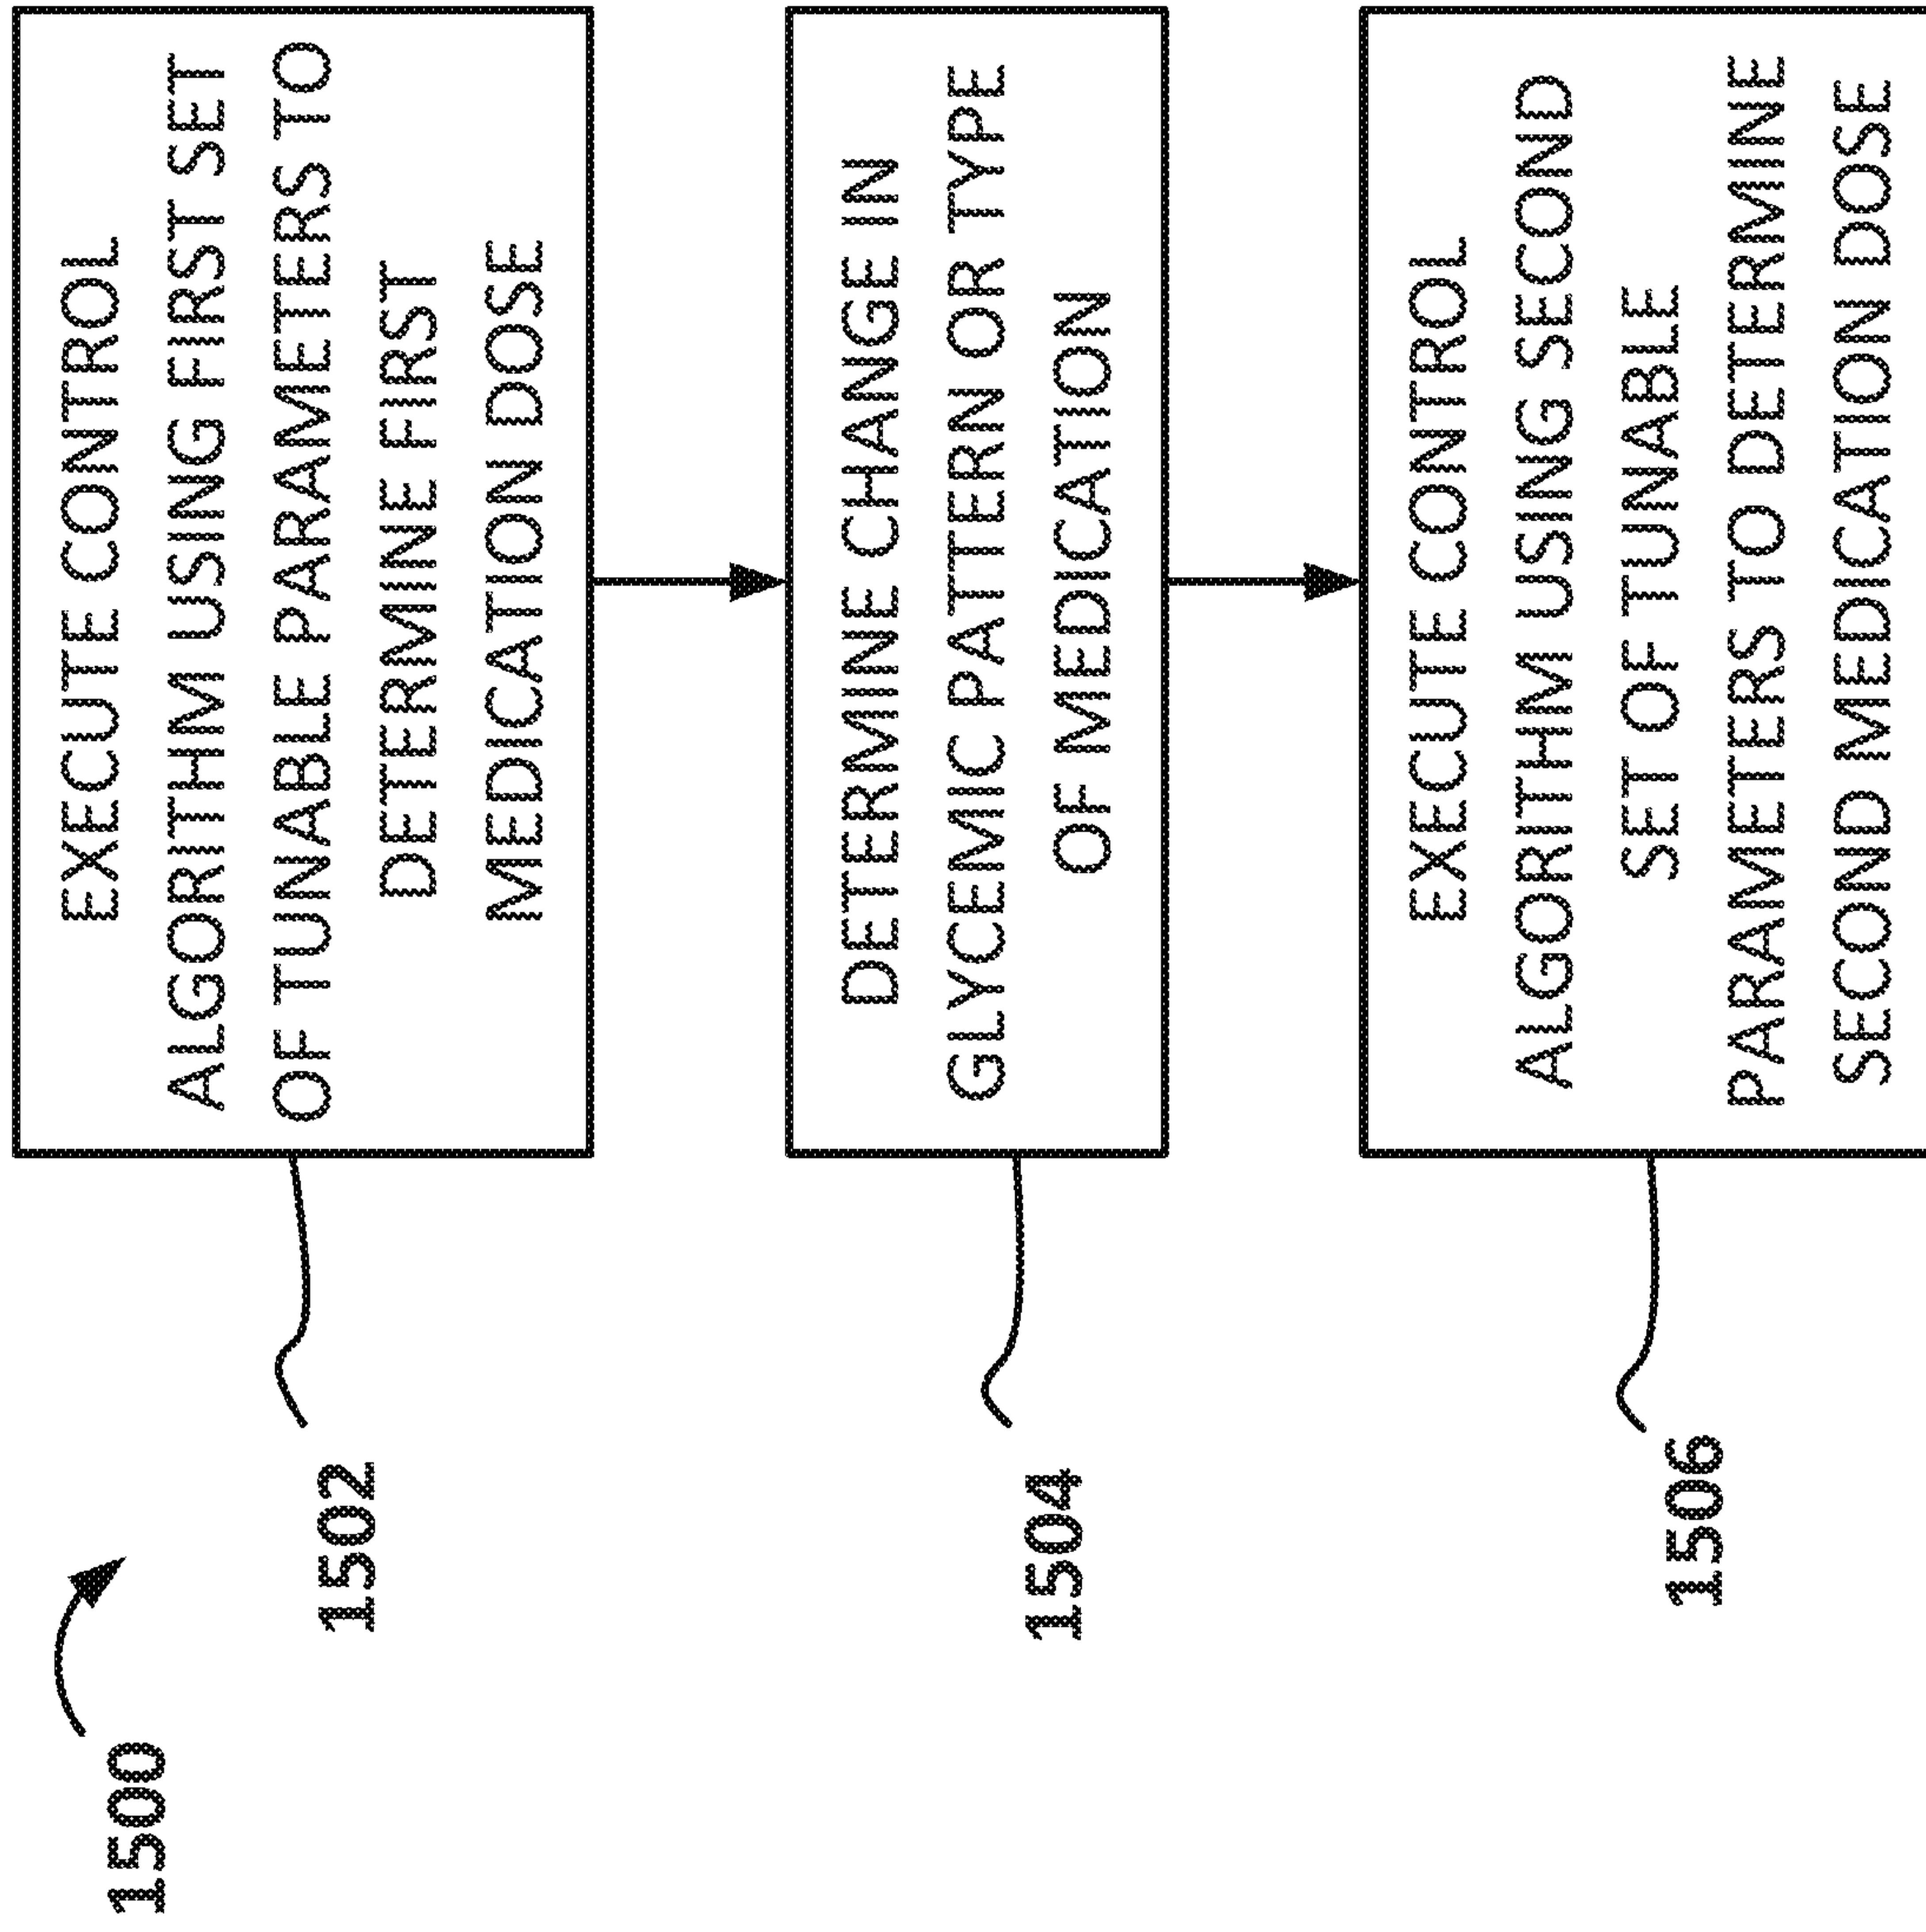 1500
1502
EXECUTE CONTROL
ALGORITHM USING FIRST SET
OF TUNABLE PARAMETERS TO
DETERMINE FIRST
MEDICATION DOSE
1504
DETERMINE CHANGE IN
GLYCEMIC PATTERN OR TYPE
OF MEDICATION
1506
EXECUTE CONTROL
ALGORITHM USING SECOND
SET OF TUNABLE
PARAMETERS TO DETERMINE
SECOND MEDICATION DOSE